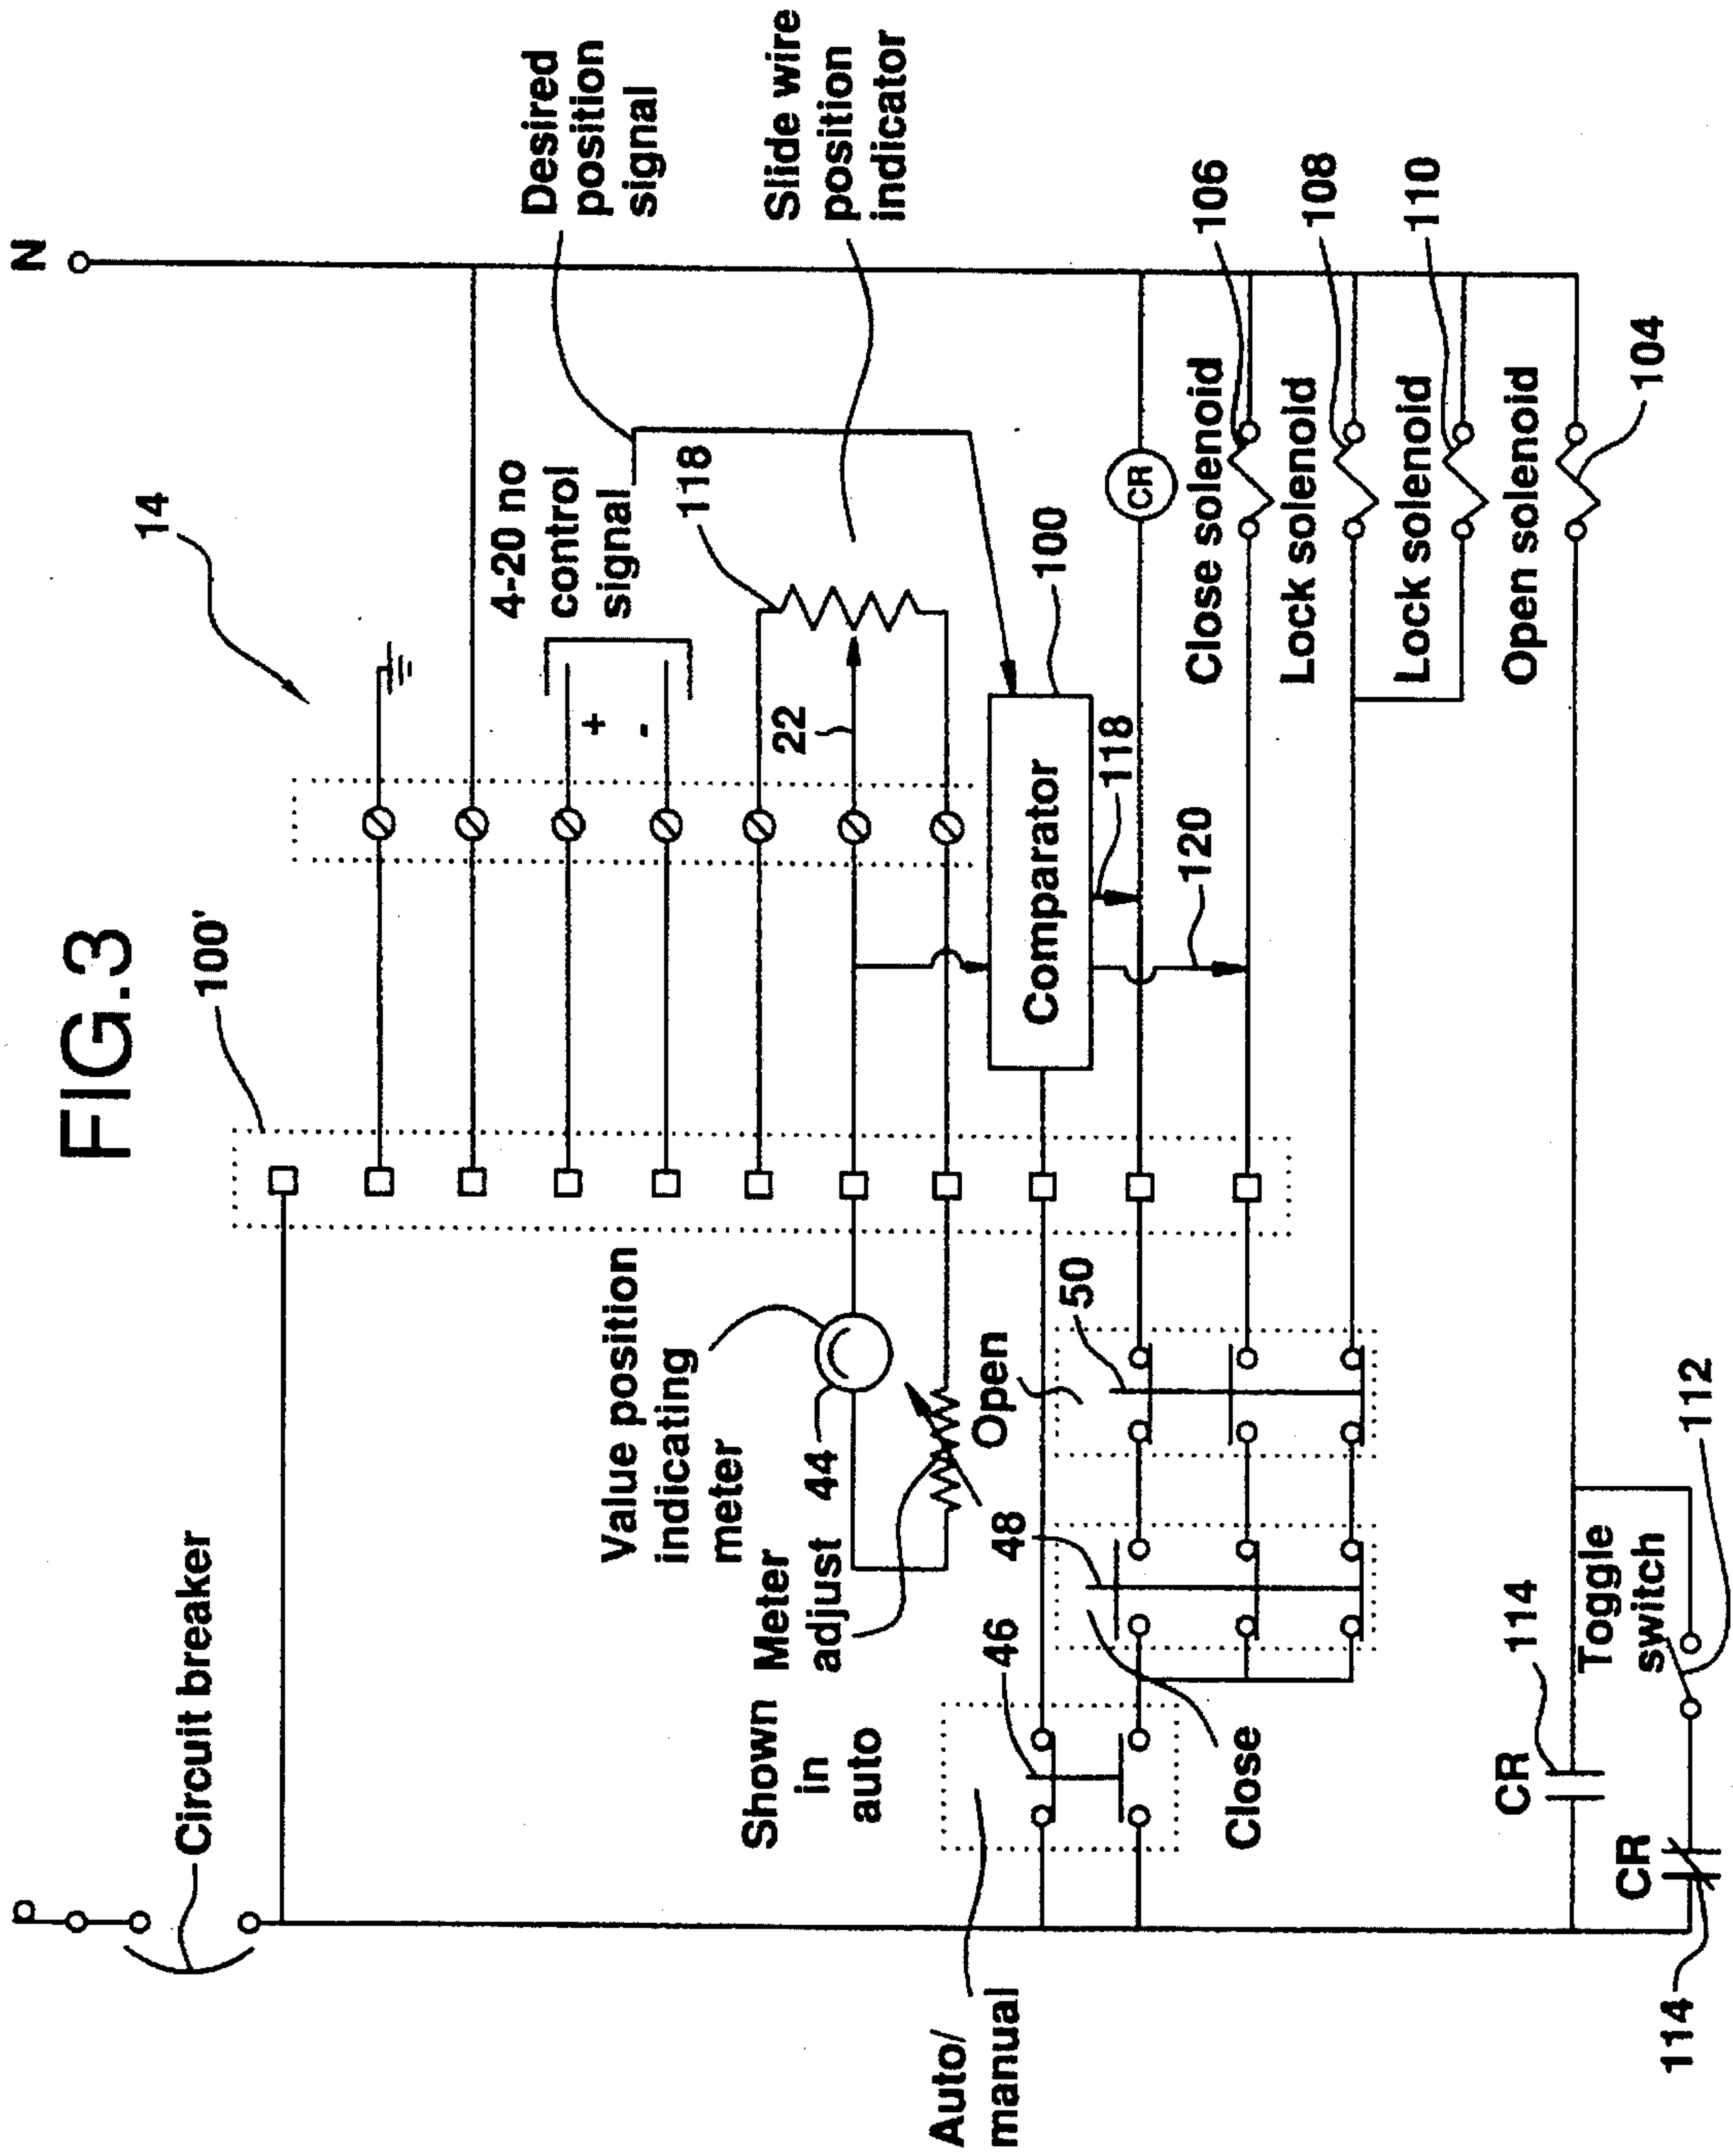 FIG.3
14
100'
N
Circuit breaker
Desired
position
signal
4-20 no
control
signal
+
-
118
22
Slide wire
position
indicator
Value position
indicating
meter
44
Meter
adjust
Shown
in
auto
Auto/
manual
46
48
Open
50
Close
Comparator
100
118
120
CR
Close solenoid
106
Lock solenoid
108
Lock solenoid
110
Open solenoid
104
CR
114
CR
114
Toggle
switch
112